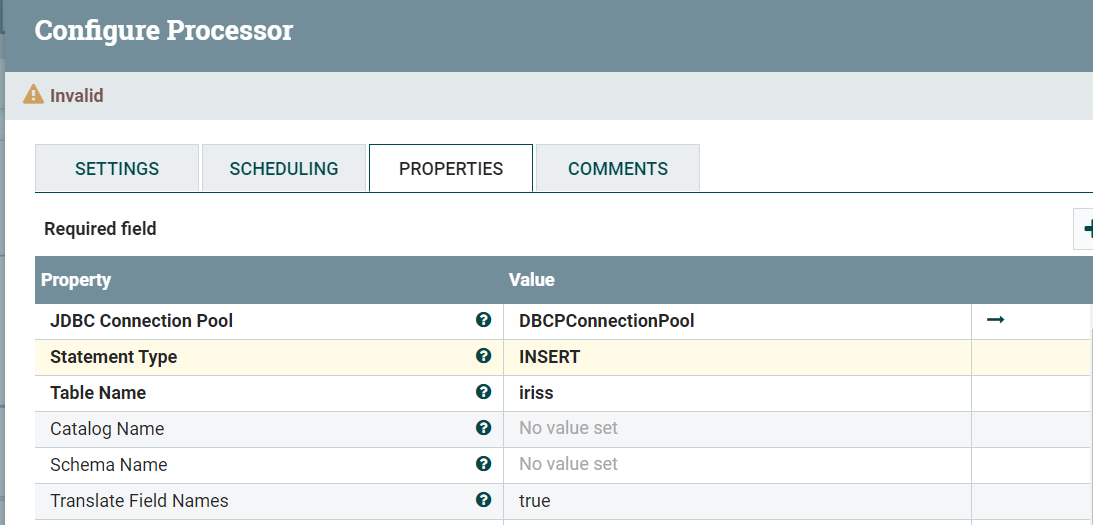 Configure Processor
Invalid
SETTINGS SCHEDULING PROPERTIES COMMENTS
Required field
Property Value
JDBC Connection Pool DBCPConnectionPool
Statement Type INSERT
Table Name iriss
Catalog Name No value set
Schema Name No value set
Translate Field Names true